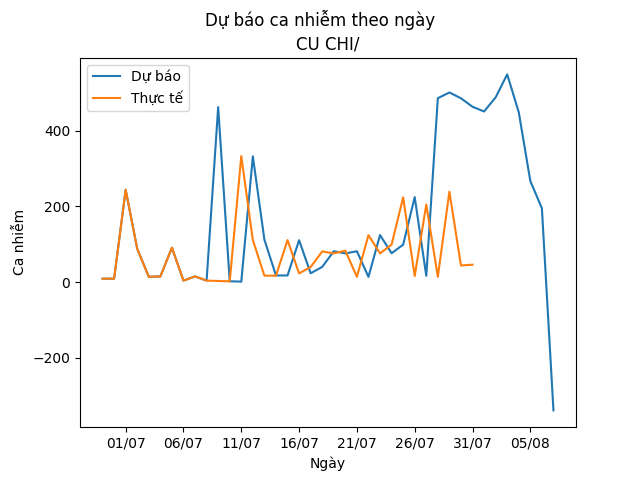 Dự báo ca nhiễm theo ngày
CU CHI/
Dự báo
Thực tế
400
200
0
−200
Ca nhiễm
01/07 06/07 11/07 16/07 21/07 26/07 31/07 05/08
Ngày